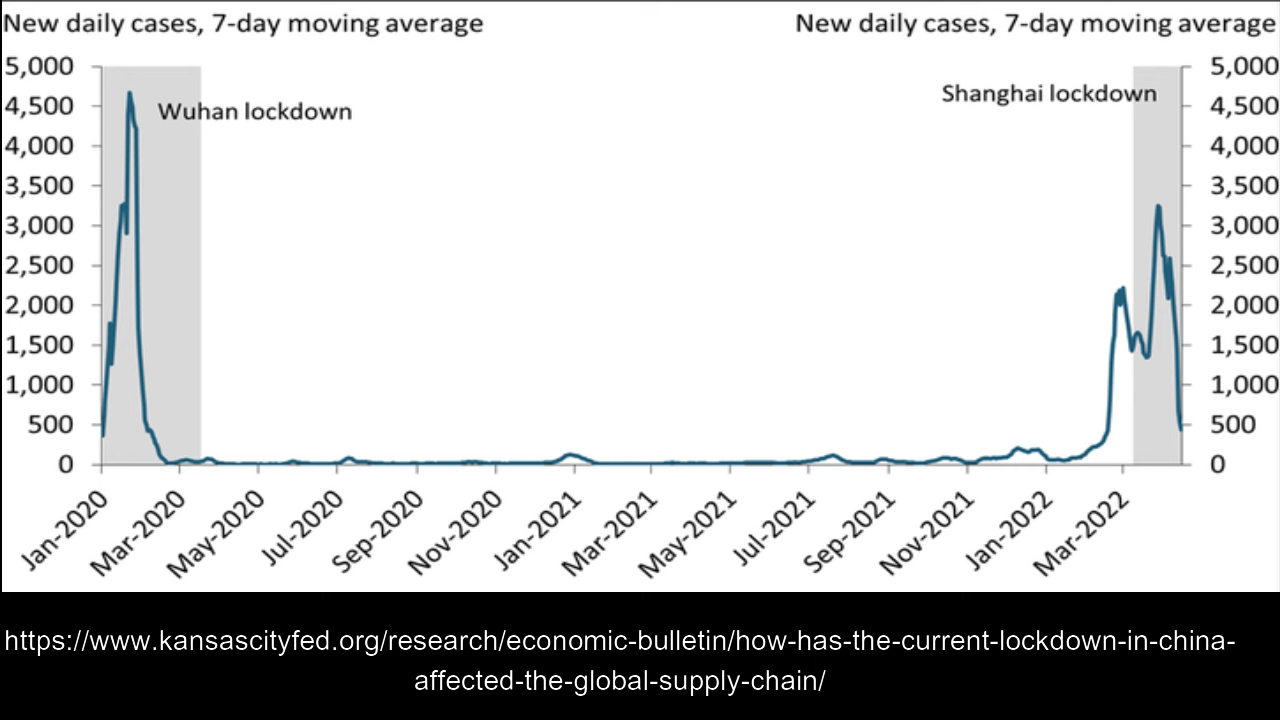 New daily cases, 7-day moving average
New daily cases, 7-day moving average
5,000
4,500
4,000
3,500
3,000
2,500
2,000
1,500
1,000
500
0
Wuhan lockdown
Shanghai lockdown
5,000
4,500
4,000
3,500
3,000
2,500
2,000
1,500
1,000
500
0
Jan-2020
Mar-2020
May-2020
Jul-2020
Sep-2020
Nov-2020
Jan-2021
Mar-2021
May-2021
Jul-2021
Sep-2021
Nov-2021
Jan-2022
Mar-2022
https://www.kansascityfed.org/research/economic-bulletin/how-has-the-current-lockdown-in-china-
affected-the-global-supply-chain/